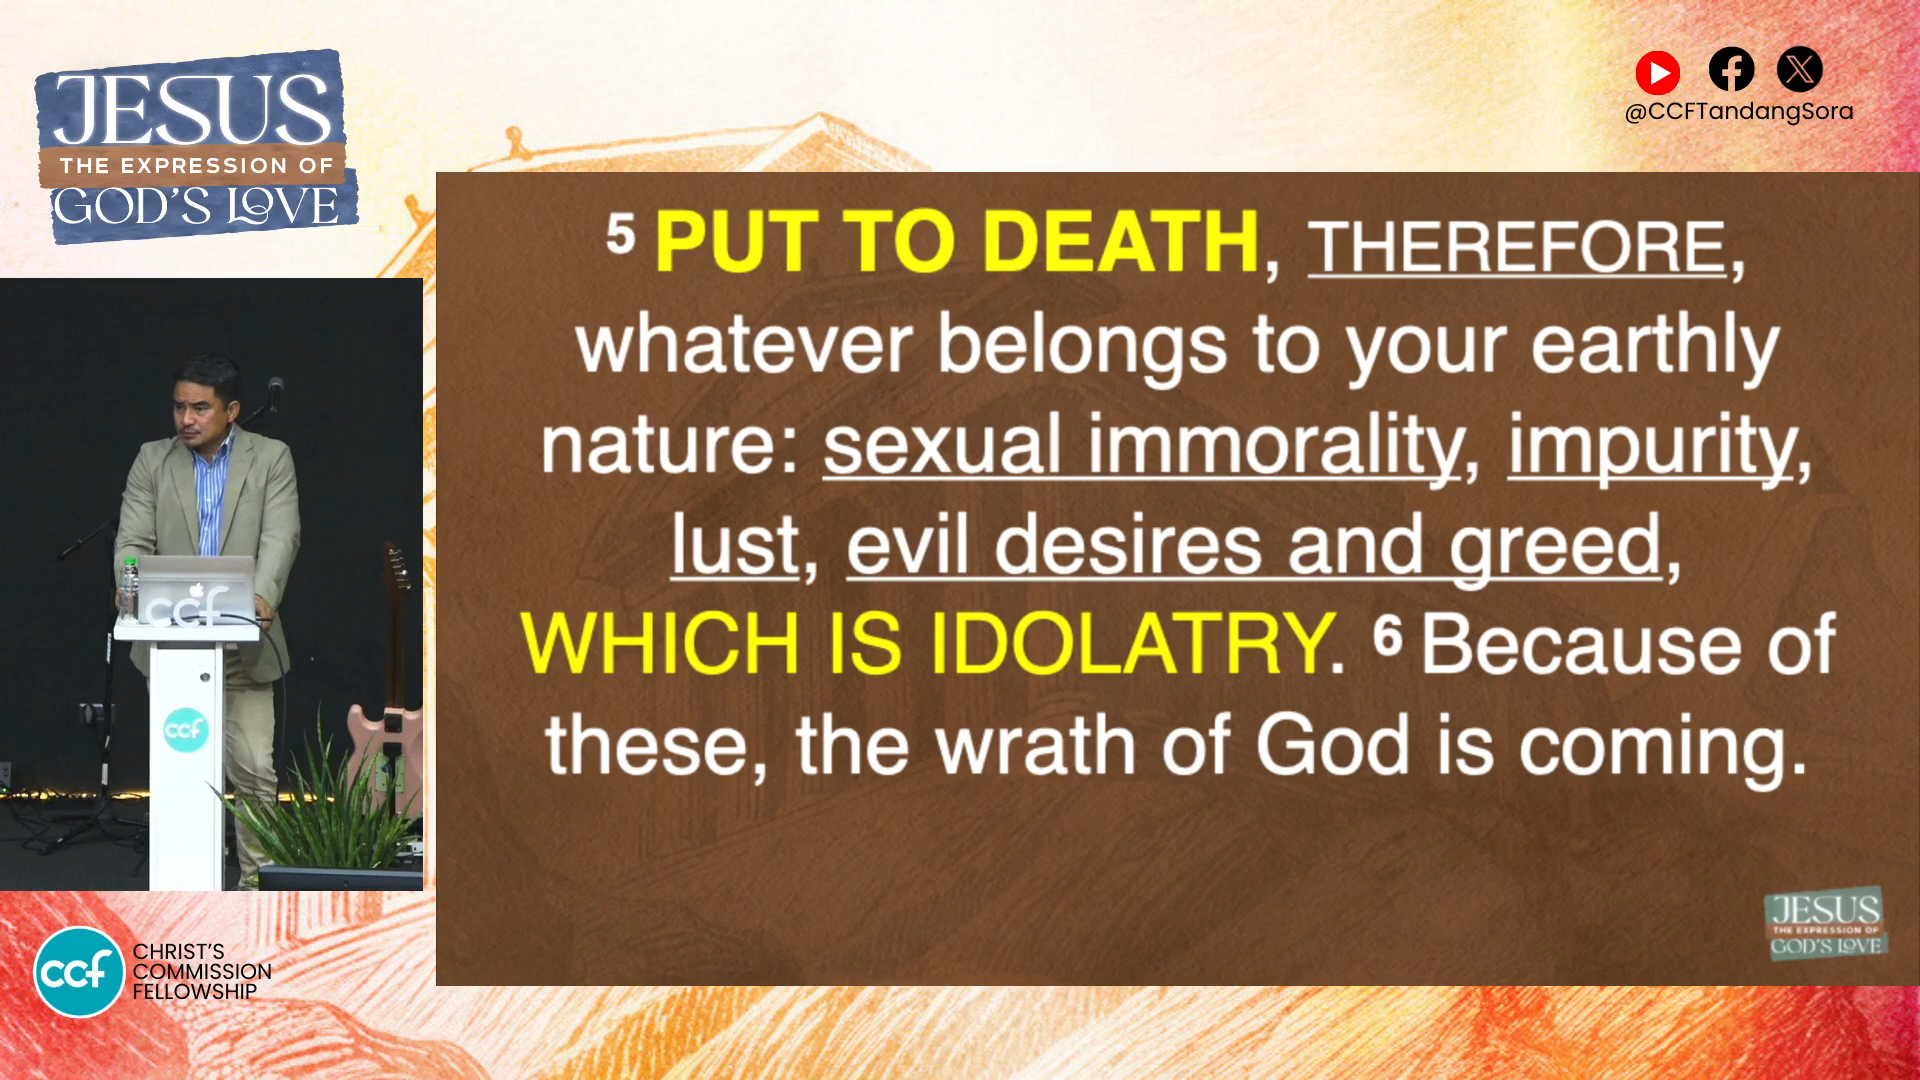 JESUS
THE EXPRESSION OF
GOD'S LOVE
@CCFTandangSora
5 PUT TO DEATH, THEREFORE,
whatever belongs to your earthly
nature: sexual immorality, impurity,
lust, evil desires and greed,
WHICH IS IDOLATRY. 6 Because of
these, the wrath of God is coming.
ccf
ccf
JESUS
THE EXPRESSION OF
GOD'S LOVE
ccf
CHRIST'S
COMMISSION
FELLOWSHIP